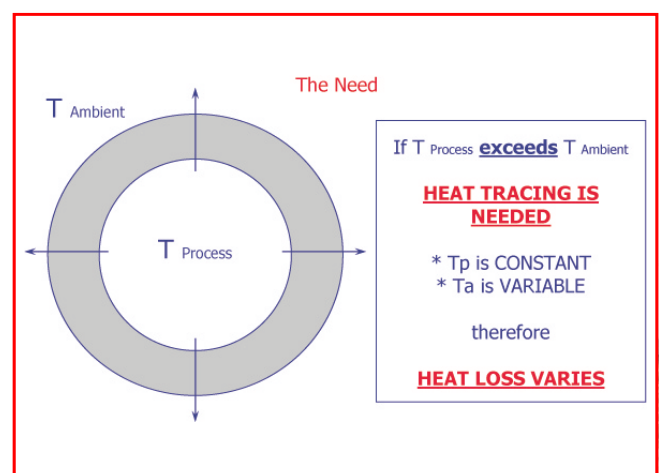 The Need
T Ambient
T Process
If T Process exceeds T Ambient
HEAT TRACING IS
NEEDED
* Tp is CONSTANT
* Ta is VARIABLE
therefore
HEAT LOSS VARIES